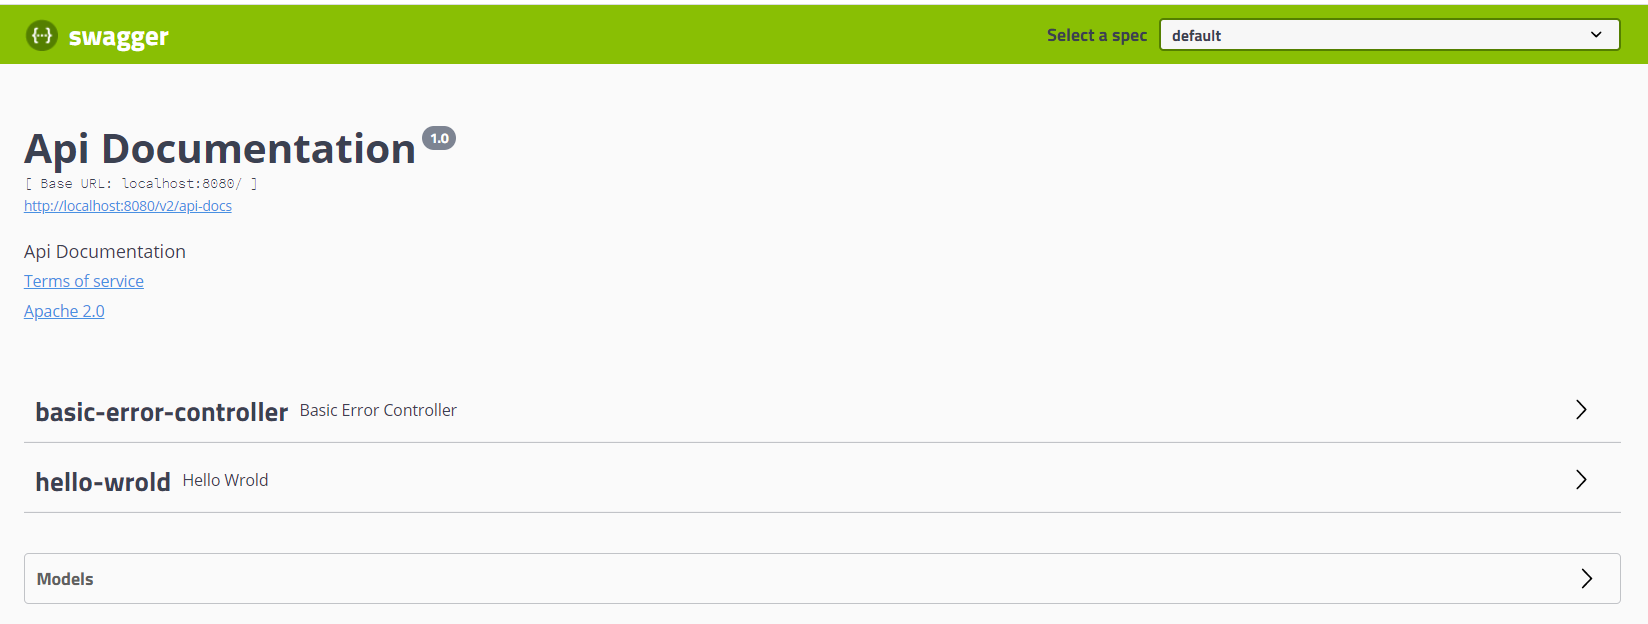 {···} swagger
Select a spec default
Api Documentation 1.0
[ Base URL: localhost:8080/ ]
http://localhost:8080/v2/api-docs
Api Documentation
Terms of service
Apache 2.0
basic-error-controller Basic Error Controller
hello-wrold Hello Wrold
Models